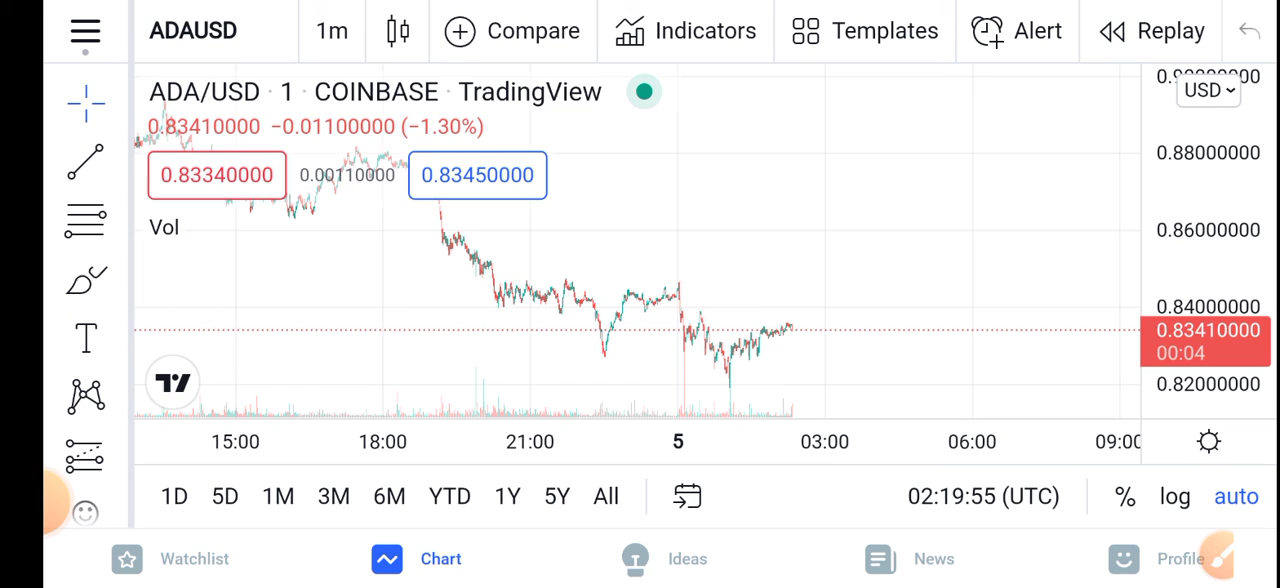 ADAUSD 1m Compare Indicators Templates Alert Replay
ADA/USD · 1 · COINBASE · TradingView
0.83410000 −0.01100000 (−1.30%)
0.83340000 0.00110000 0.83450000
Vol
USD
0.88000000
0.86000000
0.84000000
0.83410000
00:04
0.82000000
15:00 18:00 21:00 5 03:00 06:00 09:00
1D 5D 1M 3M 6M YTD 1Y 5Y All 02:19:55 (UTC) % log auto
Watchlist Chart Ideas News Profile